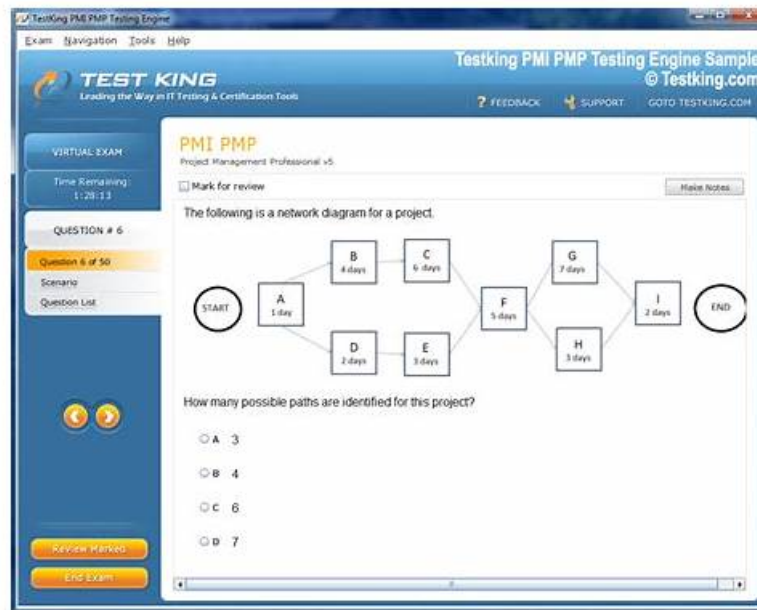 TestKing PMI PMP Testing Engine
Exam Navigation Tools Help
Testking PMI PMP Testing Engine Sample
© Testking.com
TEST KING
Leading the Way in IT Testing & Certification Tools
? FEEDBACK SUPPORT GOTO TESTKING.COM
VIRTUAL EXAM
Time Remaining:
1:28:13
QUESTION # 6
Question 6 of 50
Scenario
Question List
Review Marked
End Exam
PMI PMP
Project Management Professional v5
Mark for review
Make Notes
The following is a network diagram for a project.
START
A
1 day
B
4 days
C
6 days
D
2 days
E
3 days
F
5 days
G
7 days
H
3 days
I
2 days
END
How many possible paths are identified for this project?
A 3
B 4
C 6
D 7